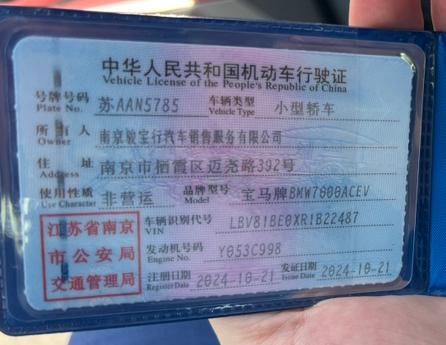 中华人民共和国机动车行驶证
Vehicle License of the People's Republic of China
号牌号码 苏AAN5785 车辆类型 小型轿车
Plate No. Vehicle Type
所有人 南京骏宝行汽车销售服务有限公司
Owner
住址 南京市栖霞区迈尧路392号
Address
使用性质 非营运 品牌型号 宝马牌BMW7600ACEV
Use Character Model
江苏省南京市公安局交通管理局
车辆识别代号 LBV81BE0XRIB22487
VIN
发动机号码 Y053C998
Engine No.
注册日期 2024-10-21 发证日期 2024-10-21
Register Date Issue Date